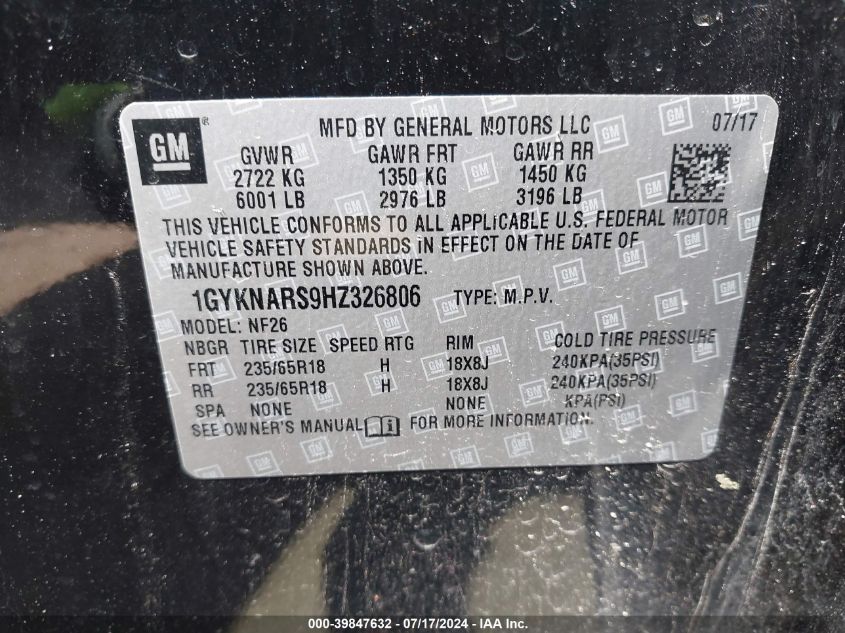 GM ® MFD BY GENERAL MOTORS LLC 07/17
GVWR GAWR FRT GAWR RR
2722 KG 1350 KG 1450 KG
6001 LB 2976 LB 3196 LB
THIS VEHICLE CONFORMS TO ALL APPLICABLE U.S. FEDERAL MOTOR
VEHICLE SAFETY STANDARDS IN EFFECT ON THE DATE OF
MANUFACTURE SHOWN ABOVE.
1GYKNARS9HZ326806 TYPE: M.P.V.
MODEL: NF26
NBGR TIRE SIZE SPEED RTG RIM COLD TIRE PRESSURE
FRT 235/65R18 H 18X8J 240KPA(35PSI)
RR 235/65R18 H 18X8J 240KPA(35PSI)
SPA NONE NONE KPA(PSI)
SEE OWNER'S MANUAL FOR MORE INFORMATION.
000-39847632 - 07/17/2024 - IAA Inc.